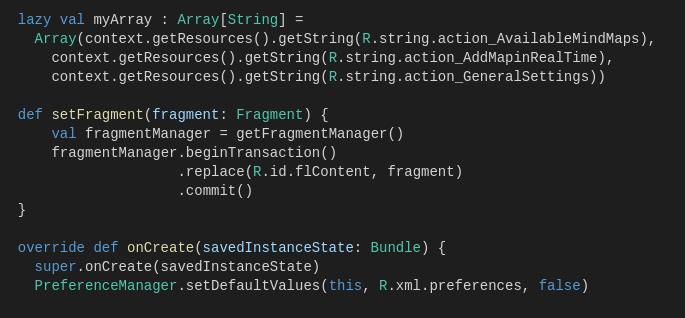 lazy val myArray : Array[String] =
  Array(context.getResources().getString(R.string.action_AvailableMindMaps),
    context.getResources().getString(R.string.action_AddMapinRealTime),
    context.getResources().getString(R.string.action_GeneralSettings))

def setFragment(fragment: Fragment) {
    val fragmentManager = getFragmentManager()
    fragmentManager.beginTransaction()
                   .replace(R.id.flContent, fragment)
                   .commit()
}

override def onCreate(savedInstanceState: Bundle) {
  super.onCreate(savedInstanceState)
  PreferenceManager.setDefaultValues(this, R.xml.preferences, false)